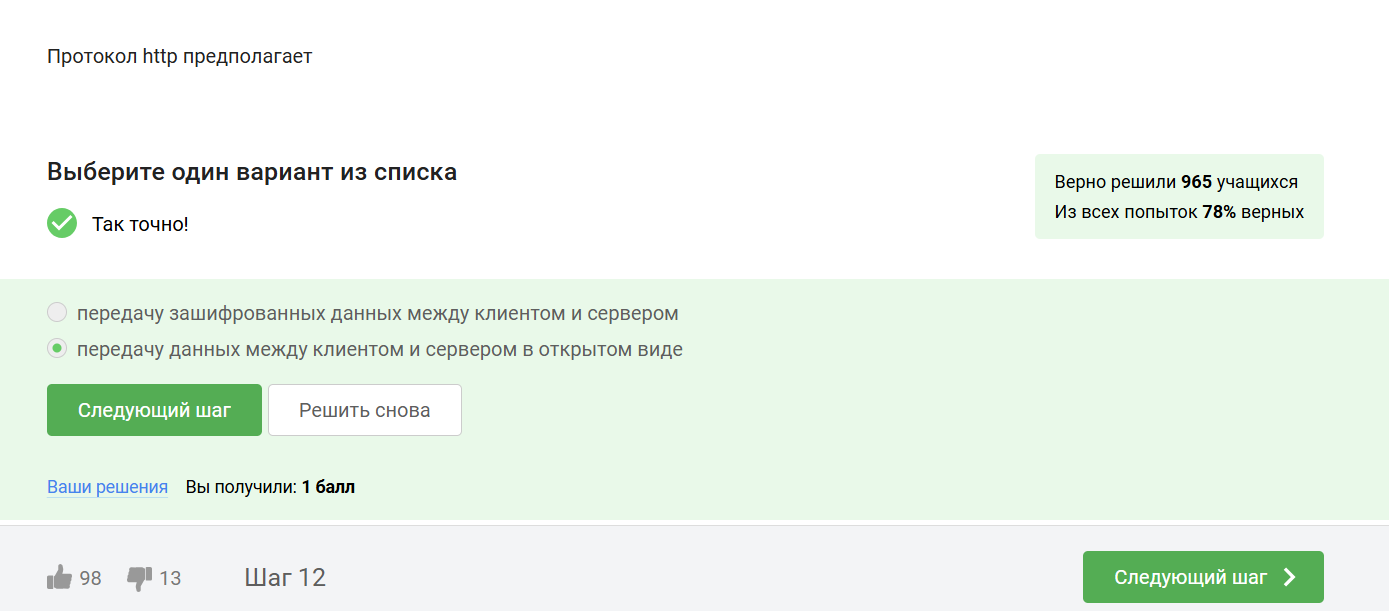 Протокол http предполагает
Выберите один вариант из списка
Так точно!
Верно решили 965 учащихся
Из всех попыток 78% верных
передачу зашифрованных данных между клиентом и сервером
передачу данных между клиентом и сервером в открытом виде
Следующий шаг
Решить снова
Ваши решения Вы получили: 1 балл
98 13 Шаг 12
Следующий шаг